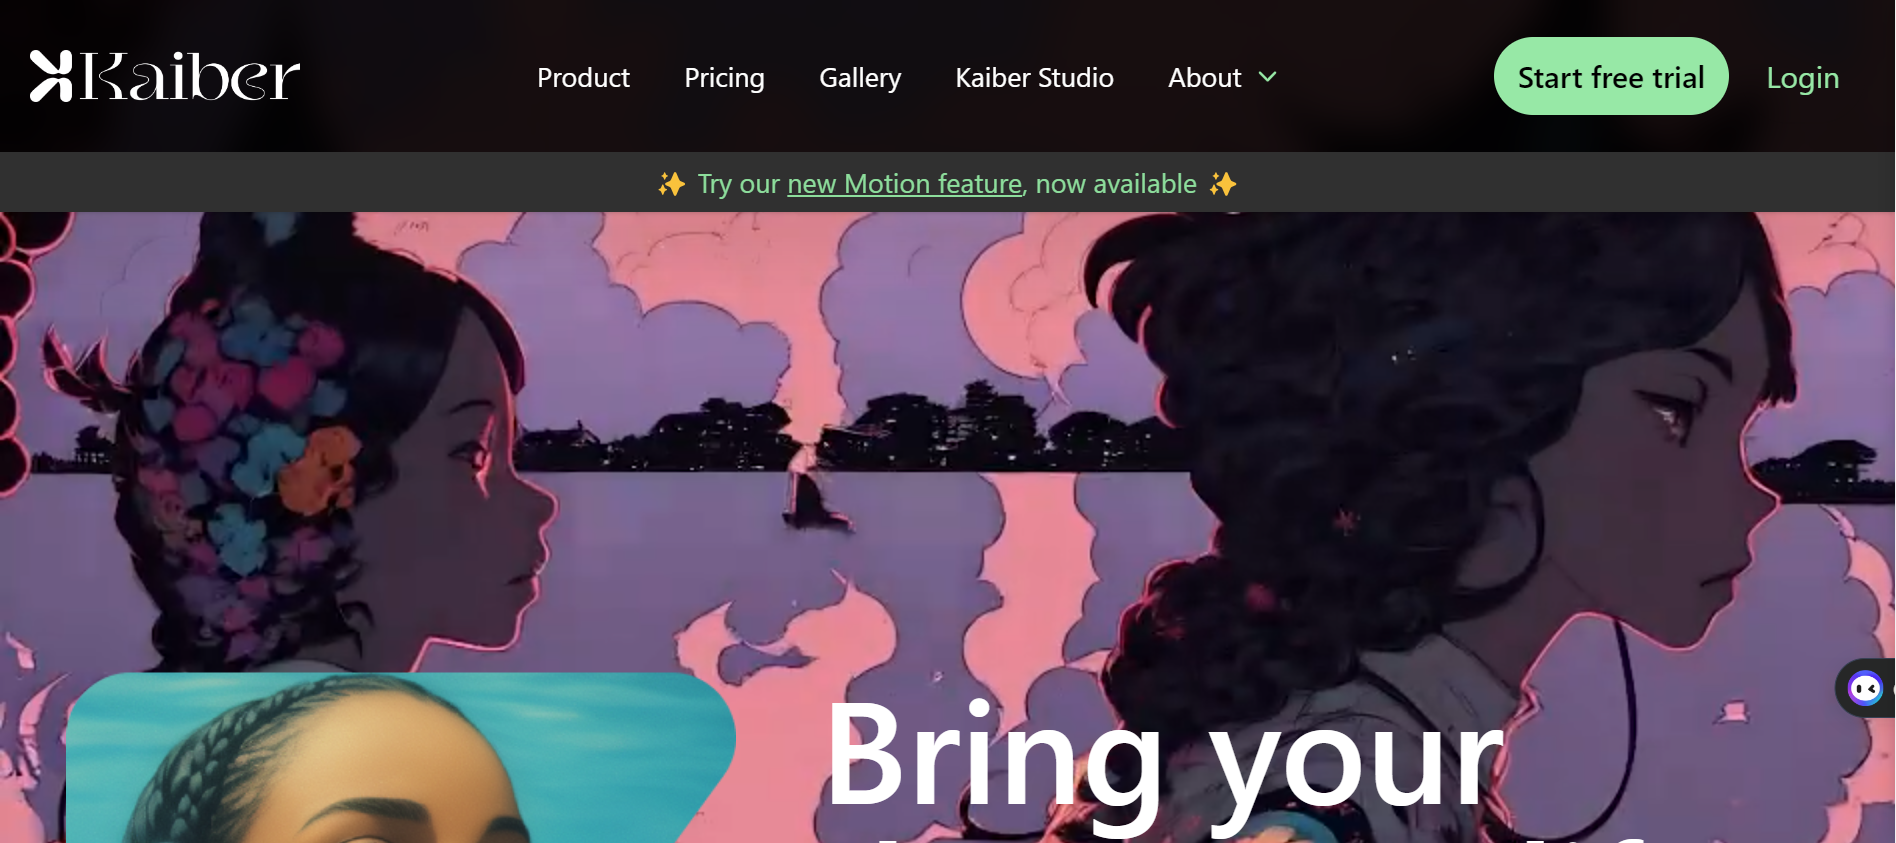 Kaiber
Product
Pricing
Gallery
Kaiber Studio
About
Start free trial
Login
✨ Try our new Motion feature, now available ✨
Bring your